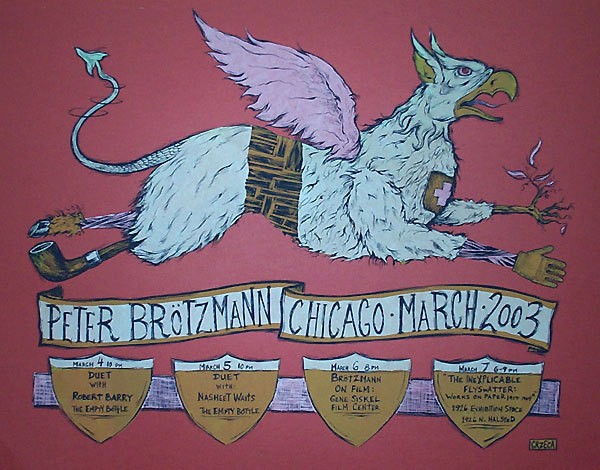 PETER BRÖTZMANN CHICAGO · MARCH · 2003
MARCH 4 10 PM
DUET
WITH
ROBERT BARRY
THE EMPTY BOTTLE
MARCH 5 10 PM
DUET
WITH:
NASHEET WAITS
THE EMPTY BOTTLE
MARCH 6 8 PM
BRÖTZMANN
ON FILM:
GENE SISKEL
FILM CENTER
MARCH 7 6-9 PM
"THE INEXPLICABLE
FLYSWATTER:
WORKS ON PAPER
1926 EXHIBITION SPACE
1926 N. HALSTED
GRZECA